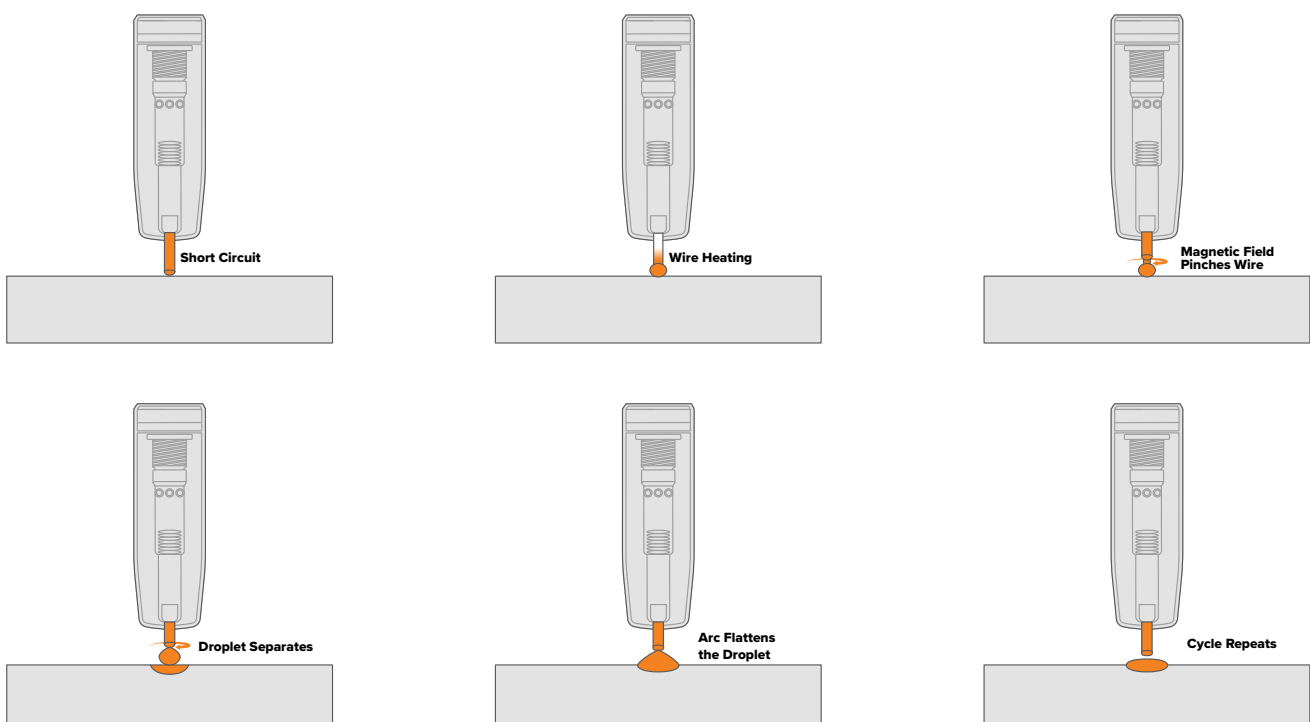 Short Circuit
Wire Heating
Magnetic Field
Pinches Wire
Droplet Separates
Arc Flattens
the Droplet
Cycle Repeats